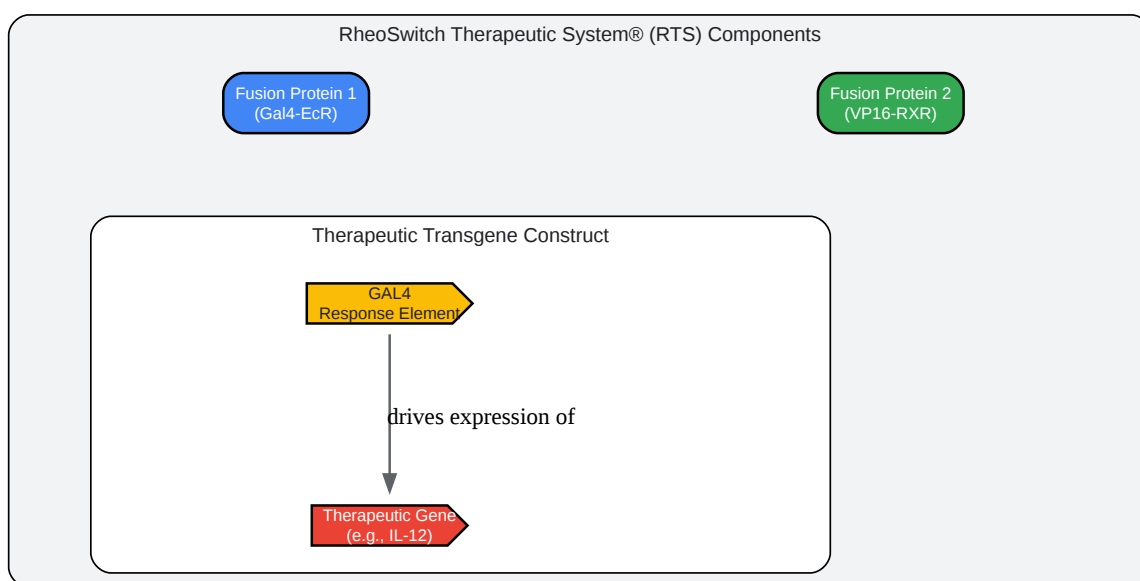 RheoSwitch Therapeutic System® (RTS) Components
Fusion Protein 1
(Gal4-EcR)
Fusion Protein 2
(VP16-RXR)
Therapeutic Transgene Construct
GAL4
Response Element
drives expression of
Therapeutic Gene
(e.g., IL-12)